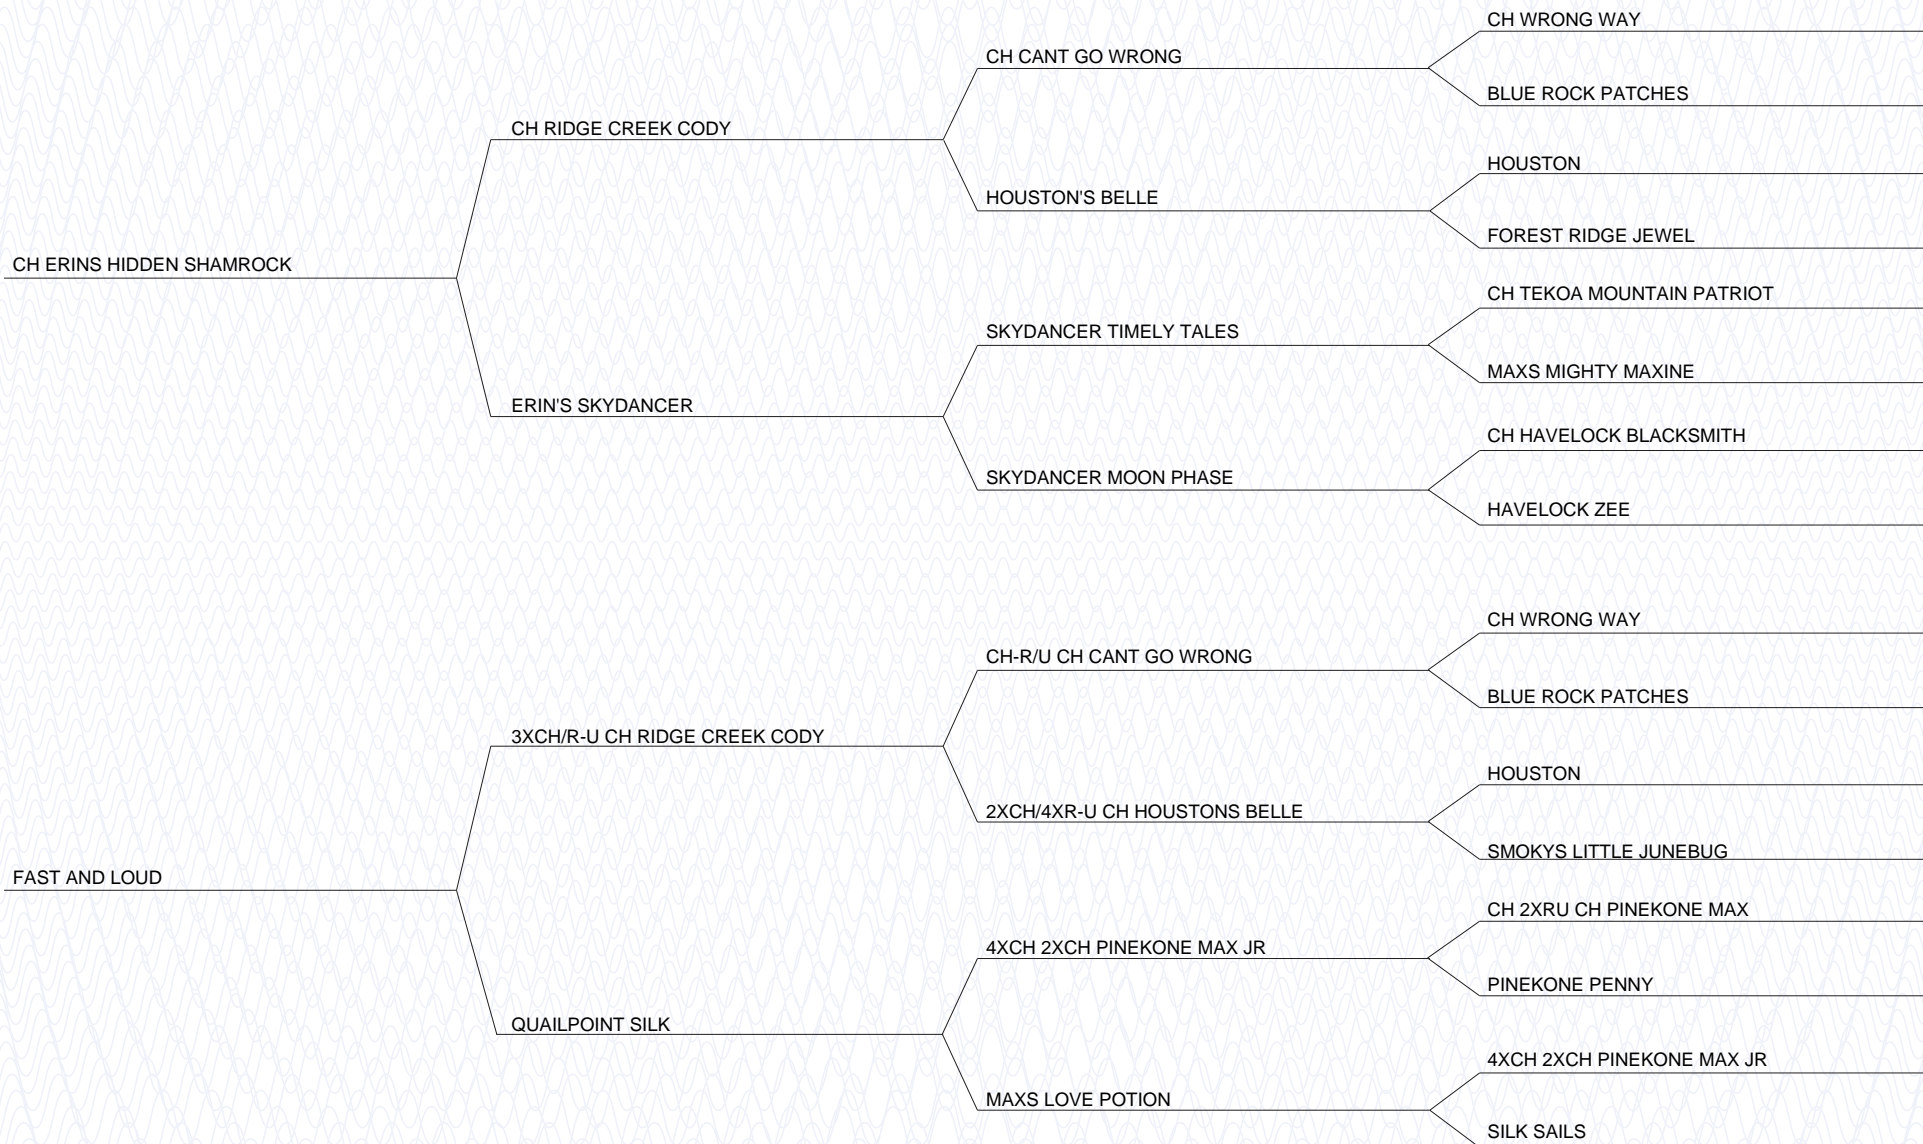 CH WRONG WAY
CH CANT GO WRONG
BLUE ROCK PATCHES
CH RIDGE CREEK CODY
HOUSTON
HOUSTON'S BELLE
FOREST RIDGE JEWEL
CH ERINS HIDDEN SHAMROCK
CH TEKOA MOUNTAIN PATRIOT
SKYDANCER TIMELY TALES
MAXS MIGHTY MAXINE
ERIN'S SKYDANCER
CH HAVELOCK BLACKSMITH
SKYDANCER MOON PHASE
HAVELOCK ZEE
CH WRONG WAY
CH-R/U CH CANT GO WRONG
BLUE ROCK PATCHES
3XCH/R-U CH RIDGE CREEK CODY
HOUSTON
2XCH/4XR-U CH HOUSTONS BELLE
SMOKYS LITTLE JUNEBUG
FAST AND LOUD
CH 2XRU CH PINEKONE MAX
4XCH 2XCH PINEKONE MAX JR
PINEKONE PENNY
QUAILPOINT SILK
4XCH 2XCH PINEKONE MAX JR
MAXS LOVE POTION
SILK SAILS